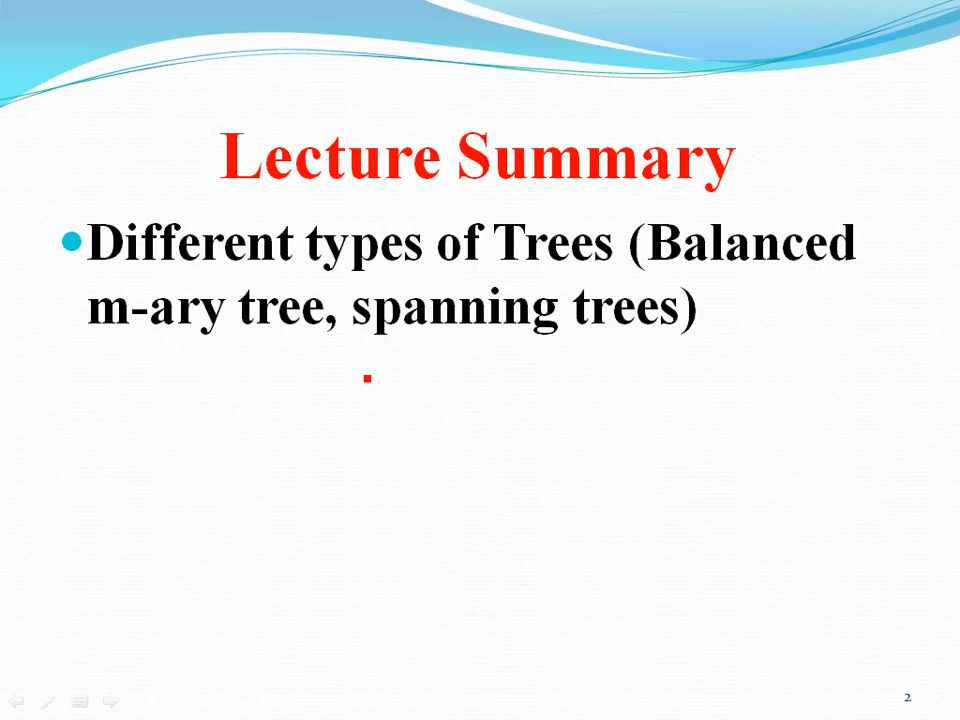 Lecture Summary
Different types of Trees (Balanced
m-ary tree, spanning trees)
2